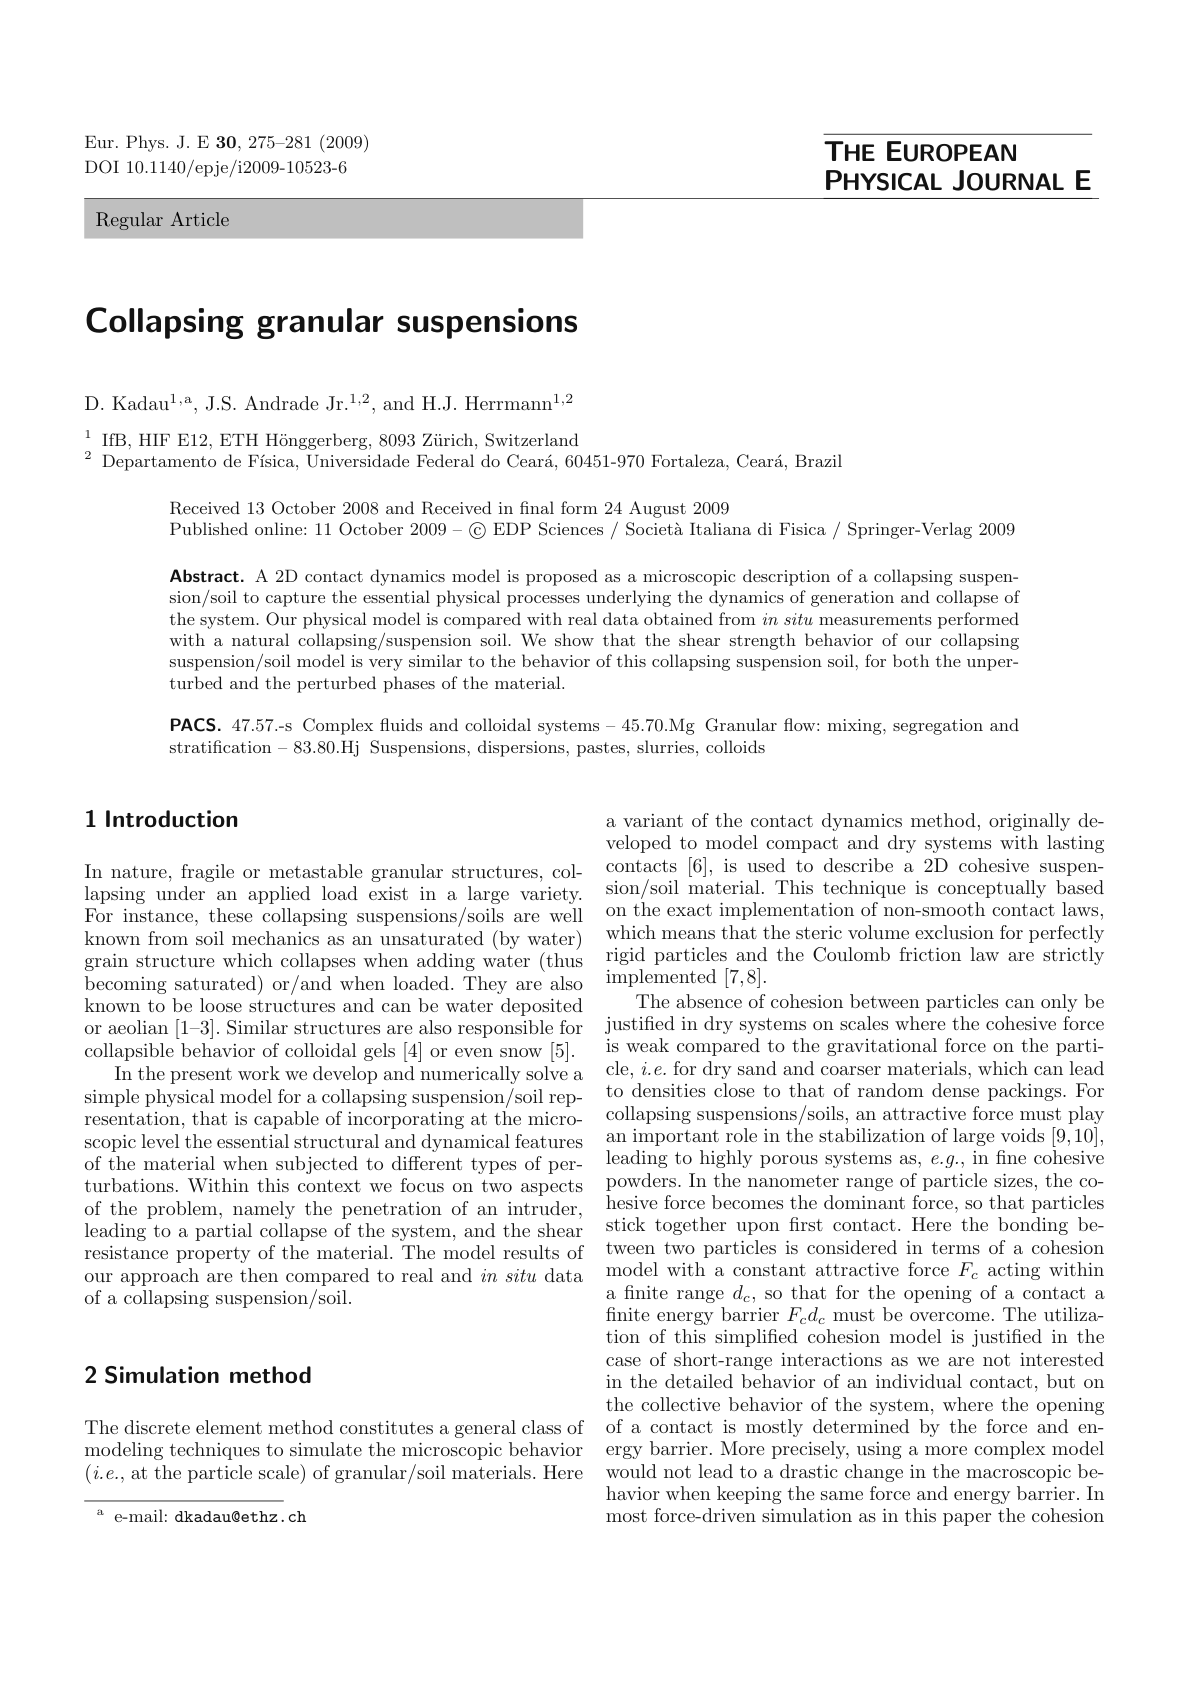 Eur. Phys. J. E 30, 275–281 (2009)
DOI 10.1140/epje/i2009-10523-6
THE EUROPEAN
PHYSICAL JOURNAL E
Regular Article
Collapsing granular suspensions
D. Kadau1,a, J.S. Andrade Jr.1,2, and H.J. Herrmann1,2
1 IfB, HIF E12, ETH Hönggerberg, 8093 Zürich, Switzerland
2 Departamento de Física, Universidade Federal do Ceará, 60451-970 Fortaleza, Ceará, Brazil
Received 13 October 2008 and Received in final form 24 August 2009
Published online: 11 October 2009 – © EDP Sciences / Società Italiana di Fisica / Springer-Verlag 2009
Abstract. A 2D contact dynamics model is proposed as a microscopic description of a collapsing suspen-
sion/soil to capture the essential physical processes underlying the dynamics of generation and collapse of
the system. Our physical model is compared with real data obtained from in situ measurements performed
with a natural collapsing/suspension soil. We show that the shear strength behavior of our collapsing
suspension/soil model is very similar to the behavior of this collapsing suspension soil, for both the unper-
turbed and the perturbed phases of the material.
PACS. 47.57.-s Complex fluids and colloidal systems – 45.70.Mg Granular flow: mixing, segregation and
stratification – 83.80.Hj Suspensions, dispersions, pastes, slurries, colloids
1 Introduction
In nature, fragile or metastable granular structures, col-
lapsing under an applied load exist in a large variety.
For instance, these collapsing suspensions/soils are well
known from soil mechanics as an unsaturated (by water)
grain structure which collapses when adding water (thus
becoming saturated) or/and when loaded. They are also
known to be loose structures and can be water deposited
or aeolian [1–3]. Similar structures are also responsible for
collapsible behavior of colloidal gels [4] or even snow [5].
In the present work we develop and numerically solve a
simple physical model for a collapsing suspension/soil rep-
resentation, that is capable of incorporating at the micro-
scopic level the essential structural and dynamical features
of the material when subjected to different types of per-
turbations. Within this context we focus on two aspects
of the problem, namely the penetration of an intruder,
leading to a partial collapse of the system, and the shear
resistance property of the material. The model results of
our approach are then compared to real and in situ data
of a collapsing suspension/soil.
2 Simulation method
The discrete element method constitutes a general class of
modeling techniques to simulate the microscopic behavior
(i.e., at the particle scale) of granular/soil materials. Here
a e-mail: dkadau@ethz.ch
a variant of the contact dynamics method, originally de-
veloped to model compact and dry systems with lasting
contacts [6], is used to describe a 2D cohesive suspen-
sion/soil material. This technique is conceptually based
on the exact implementation of non-smooth contact laws,
which means that the steric volume exclusion for perfectly
rigid particles and the Coulomb friction law are strictly
implemented [7,8].
The absence of cohesion between particles can only be
justified in dry systems on scales where the cohesive force
is weak compared to the gravitational force on the parti-
cle, i.e. for dry sand and coarser materials, which can lead
to densities close to that of random dense packings. For
collapsing suspensions/soils, an attractive force must play
an important role in the stabilization of large voids [9,10],
leading to highly porous systems as, e.g., in fine cohesive
powders. In the nanometer range of particle sizes, the co-
hesive force becomes the dominant force, so that particles
stick together upon first contact. Here the bonding be-
tween two particles is considered in terms of a cohesion
model with a constant attractive force Fc acting within
a finite range dc, so that for the opening of a contact a
finite energy barrier Fcdc must be overcome. The utiliza-
tion of this simplified cohesion model is justified in the
case of short-range interactions as we are not interested
in the detailed behavior of an individual contact, but on
the collective behavior of the system, where the opening
of a contact is mostly determined by the force and en-
ergy barrier. More precisely, using a more complex model
would not lead to a drastic change in the macroscopic be-
havior when keeping the same force and energy barrier. In
most force-driven simulation as in this paper the cohesion